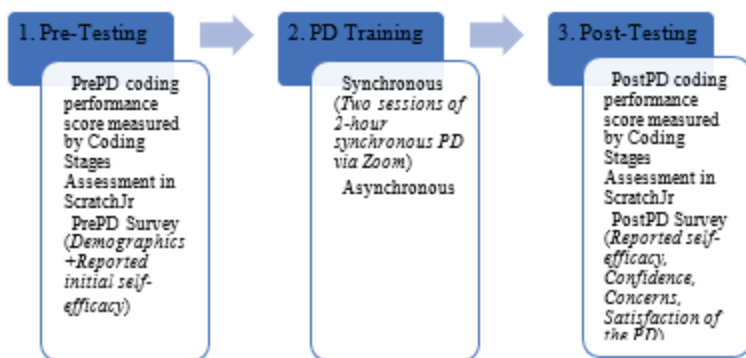 1. Pre-Testing
PrePD coding
performance
score measured
by Coding
Stages
Assessment in
ScratchJr
PrePD Survey
(Demographics
+Reported
initial self-
efficacy)
2. PD Training
Synchronous
(Two sessions of
2-hour
synchronous PD
via Zoom)
Asynchronous
3. Post-Testing
PostPD coding
performance
score measured
by Coding
Stages
Assessment in
ScratchJr
PostPD Survey
(Reported self-
efficacy,
Confidence,
Concerns,
Satisfaction of
the PD)